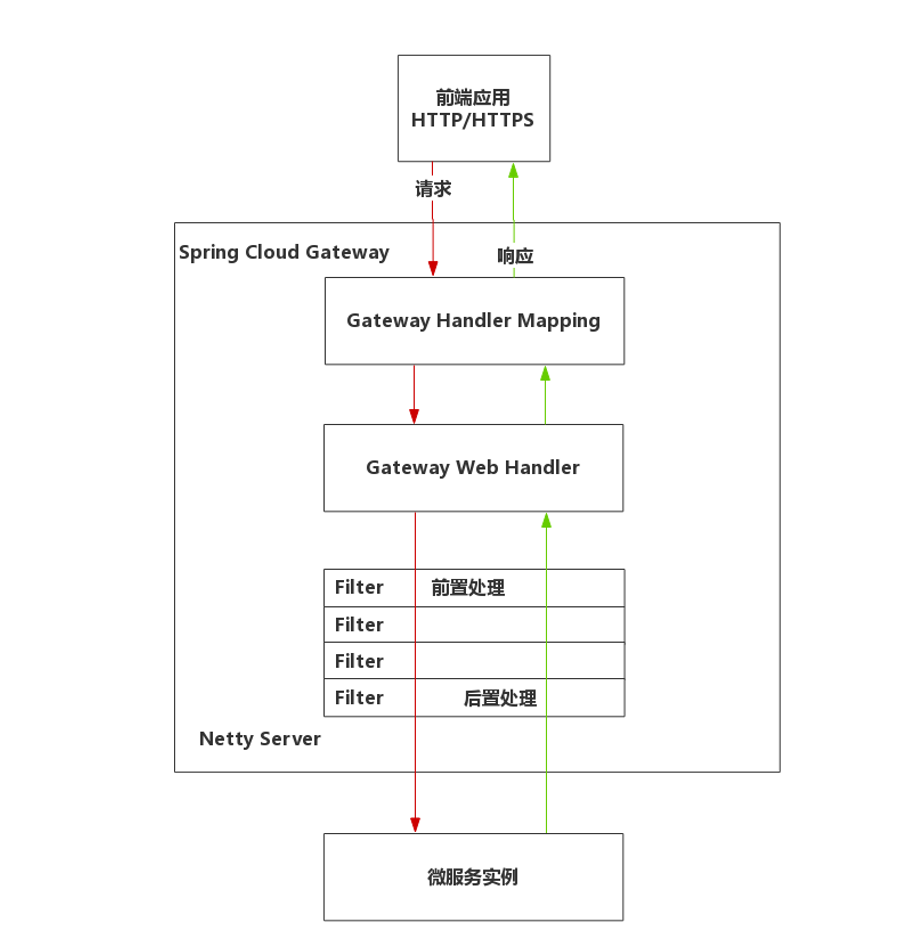 前端应用
HTTP/HTTPS
请求
Spring Cloud Gateway
响应
Gateway Handler Mapping
Gateway Web Handler
Filter 前置处理
Filter
Filter
Filter 后置处理
Netty Server
微服务实例